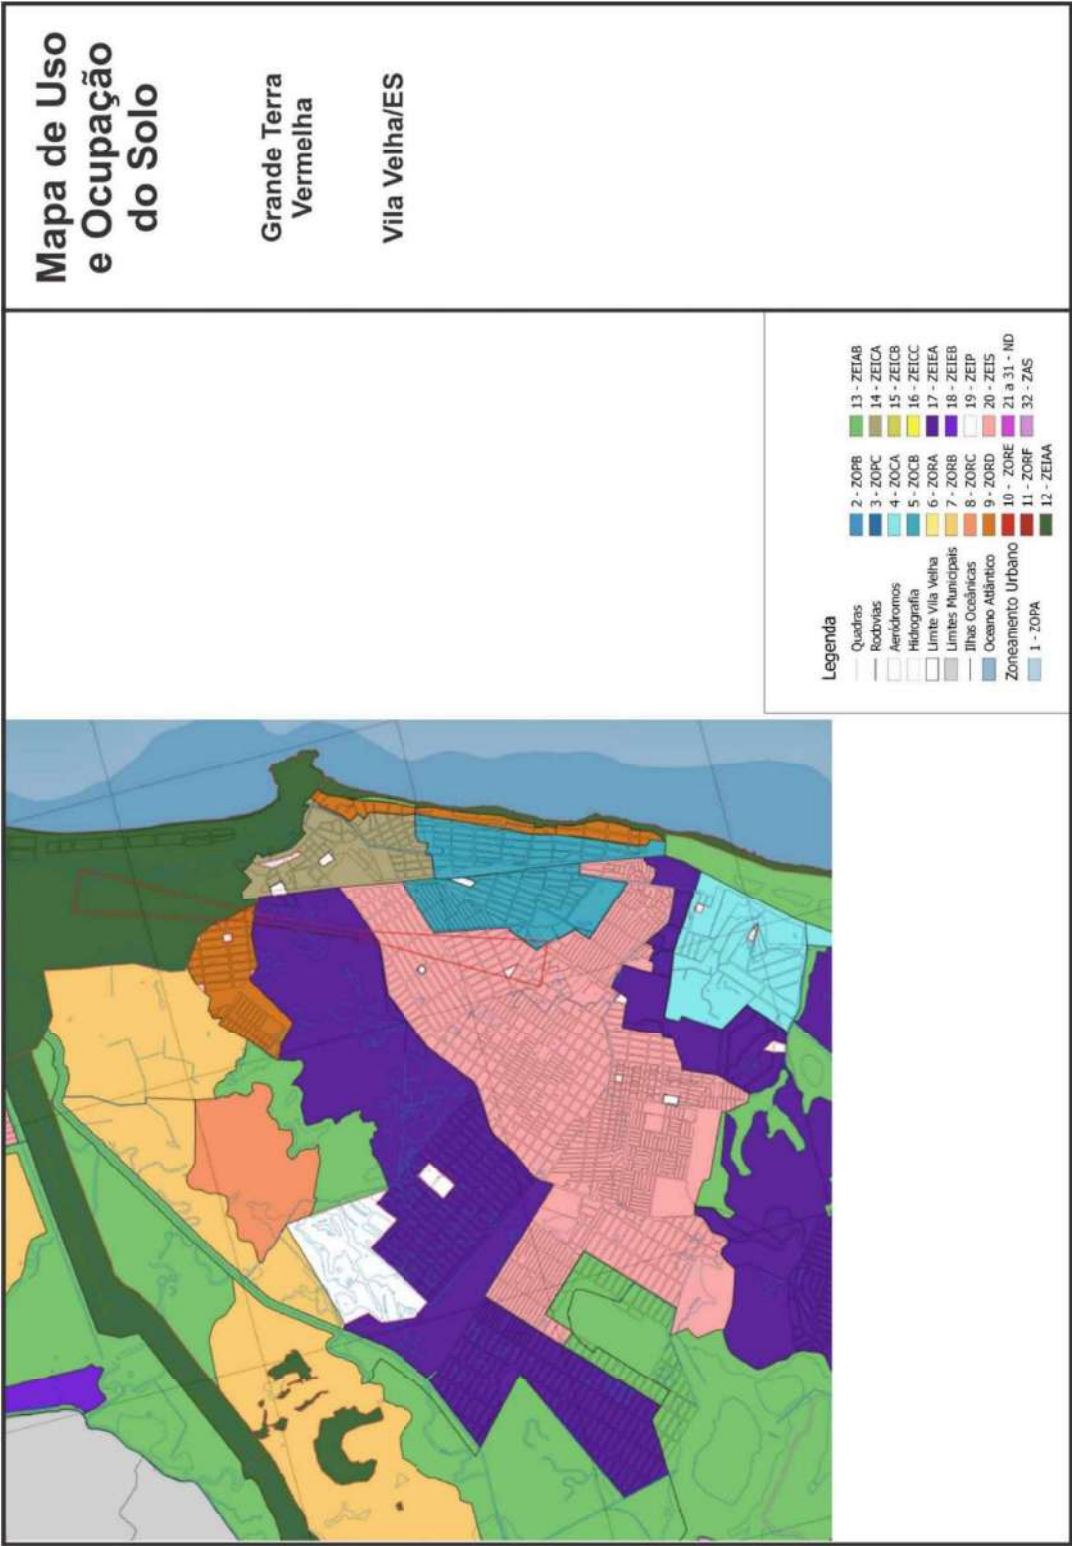 Mapa de Uso
e Ocupação
do Solo
Grande Terra
Vermelha
Vila Velha/ES
Legenda
Quadras
Rodovias
Aeródromos
Hidrografia
Limite Vila Velha
Limites Municipais
Ilhas Oceânicas
Oceano Atlântico
Zoneamento Urbano
1 - ZOPA
2 - ZOPB
3 - ZOPC
4 - ZOCA
5 - ZOCB
6 - ZORA
7 - ZORB
8 - ZORC
9 - ZORD
10 - ZORE
11 - ZORF
12 - ZEIAA
13 - ZEIAB
14 - ZEICA
15 - ZEICB
16 - ZEICC
17 - ZEIEA
18 - ZEIEB
19 - ZEIP
20 - ZEIS
21 a 31 - ND
32 - ZAS